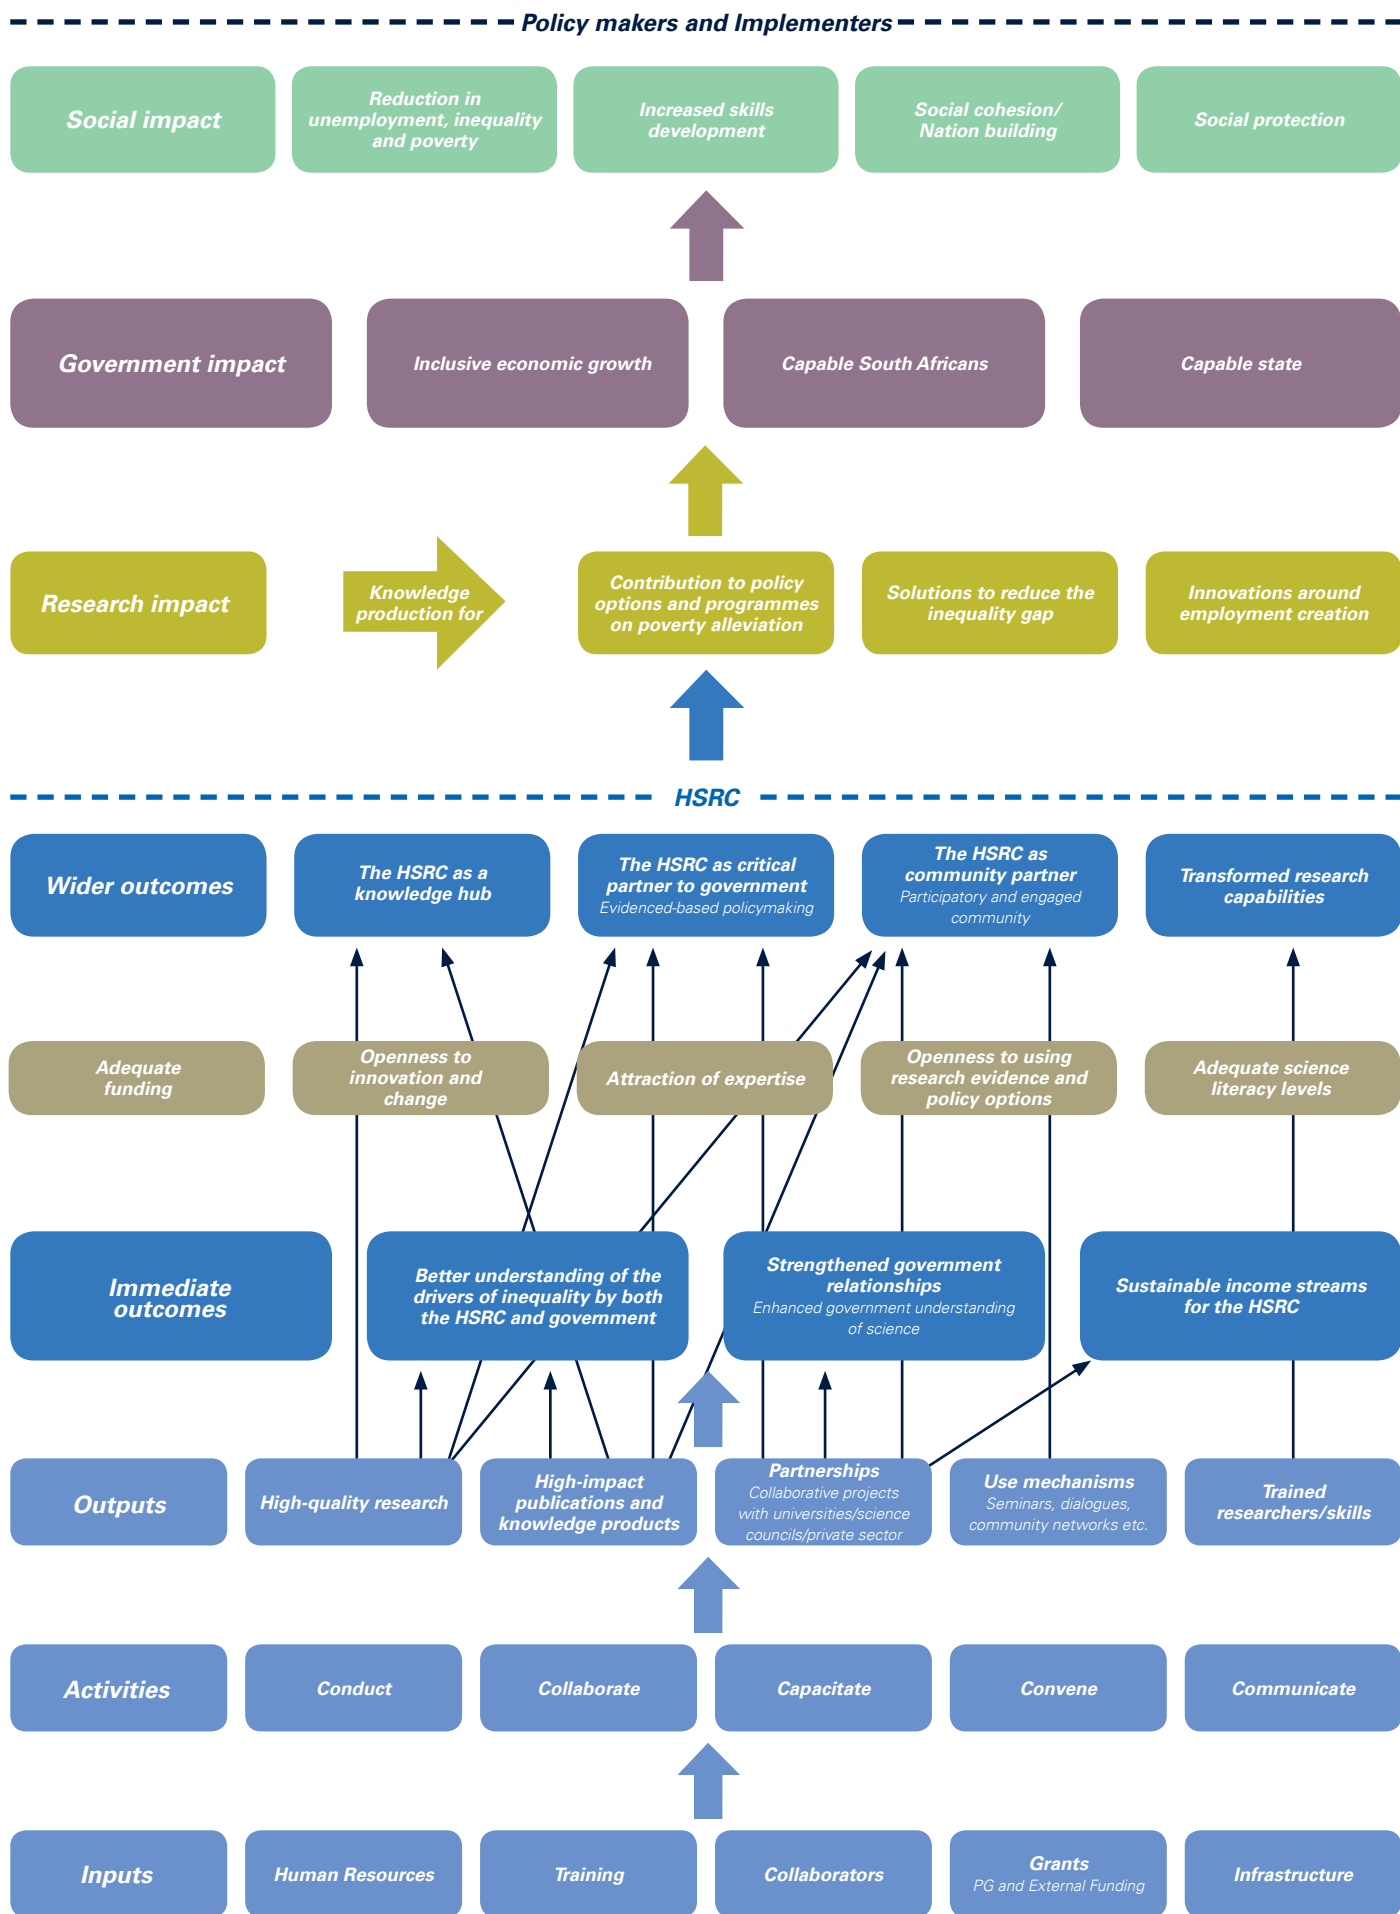 Policy makers and Implementers
Social impact
Reduction in
unemployment, inequality
and poverty
Increased skills
development
Social cohesion/
Nation building
Social protection
Government impact
Inclusive economic growth
Capable South Africans
Capable state
Research impact
Knowledge
production for
Contribution to policy
options and programmes
on poverty alleviation
Solutions to reduce the
inequality gap
Innovations around
employment creation
HSRC
Wider outcomes
The HSRC as a
knowledge hub
The HSRC as critical
partner to government
Evidenced-based policymaking
The HSRC as
community partner
Participatory and engaged
community
Transformed research
capabilities
Adequate
funding
Openness to
innovation and
change
Attraction of expertise
Openness to using
research evidence and
policy options
Adequate science
literacy levels
Immediate
outcomes
Better understanding of the
drivers of inequality by both
the HSRC and government
Strengthened government
relationships
Enhanced government understanding
of science
Sustainable income streams
for the HSRC
Outputs
High-quality research
High-impact
publications and
knowledge products
Partnerships
Collaborative projects
with universities/science
councils/private sector
Use mechanisms
Seminars, dialogues,
community networks etc.
Trained
researchers/skills
Activities
Conduct
Collaborate
Capacitate
Convene
Communicate
Inputs
Human Resources
Training
Collaborators
Grants
PG and External Funding
Infrastructure